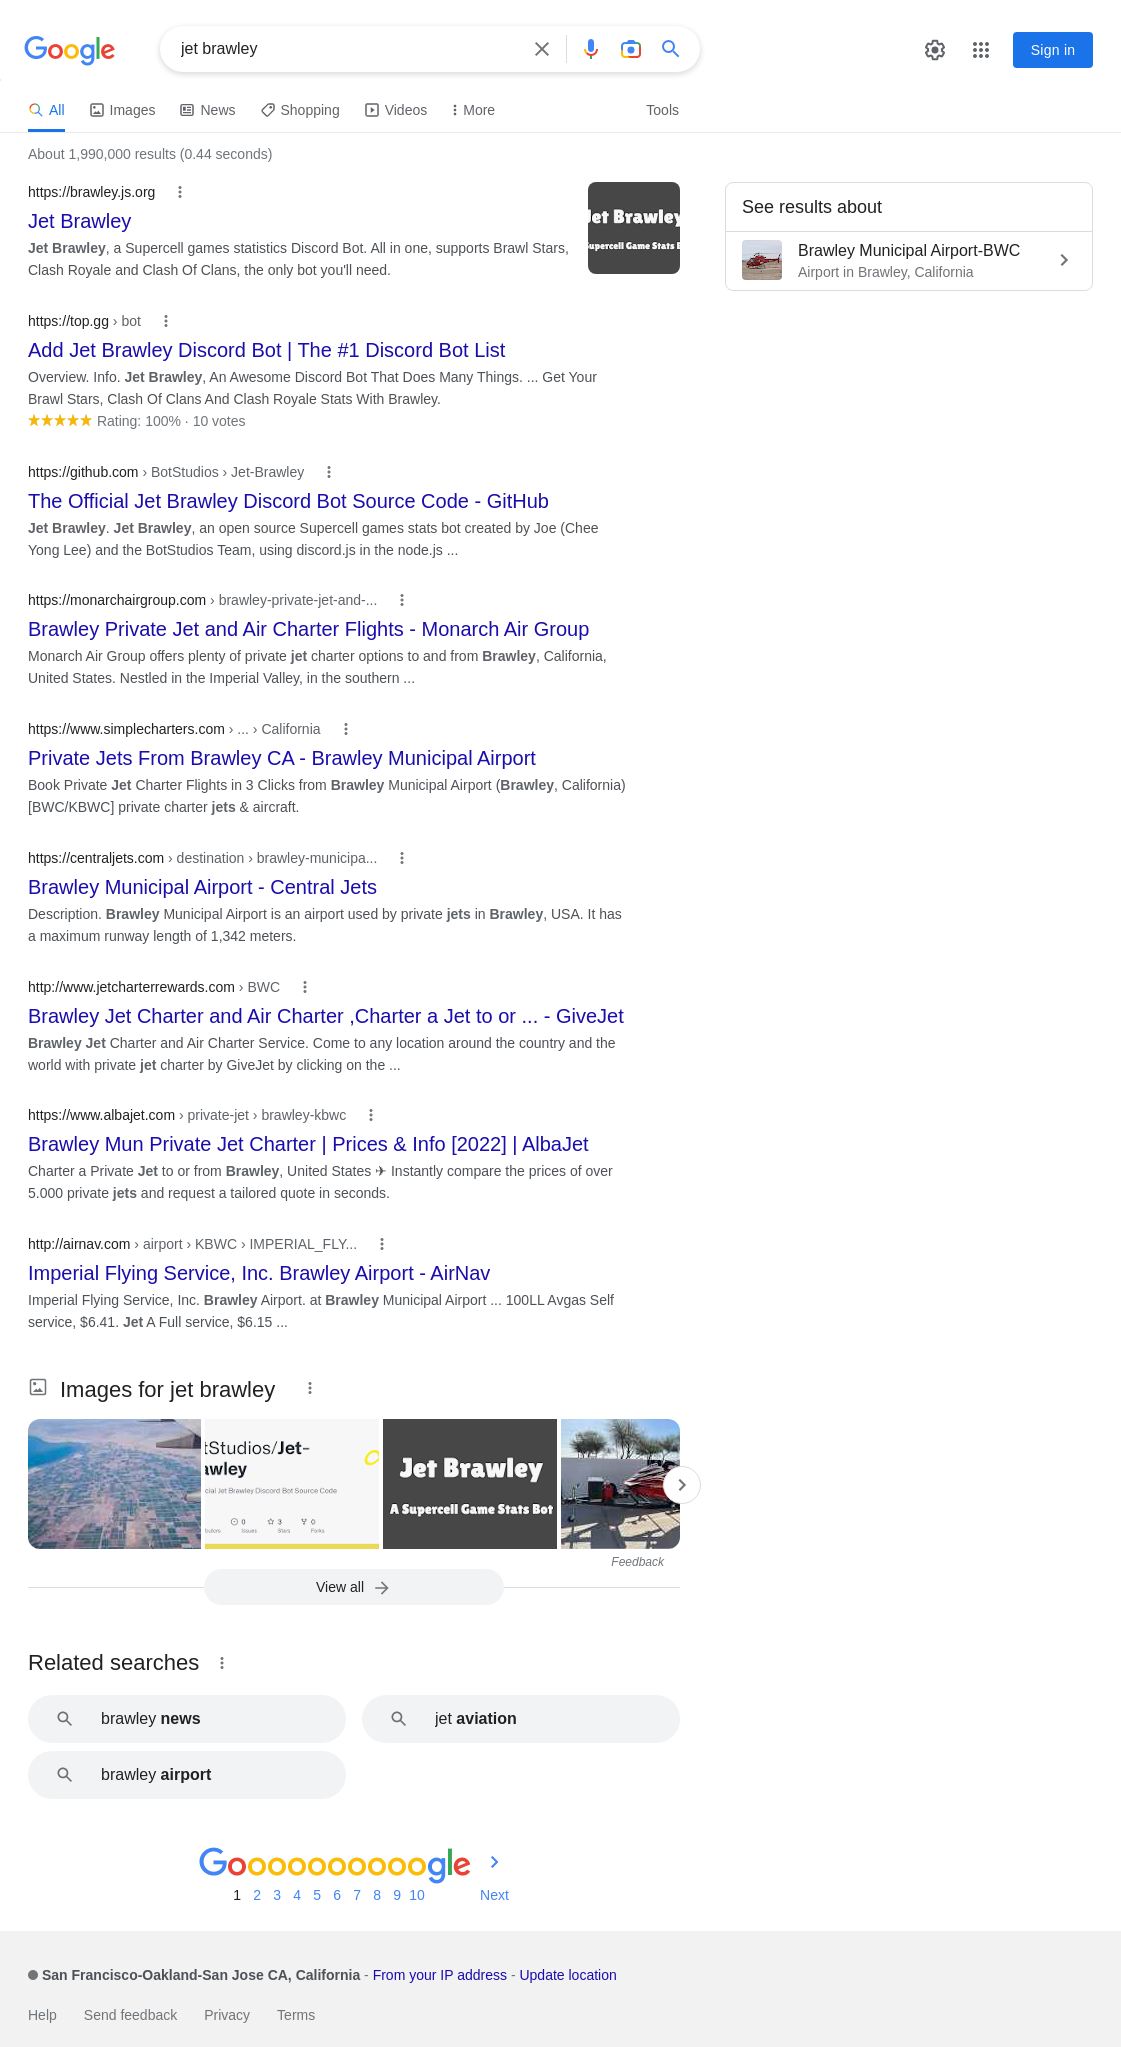 Google
jet brawley
Sign in
All
Images
News
Shopping
Videos
More
Tools
About 1,990,000 results (0.44 seconds)
https://brawley.js.org
Jet Brawley
Jet Brawley, a Supercell games statistics Discord Bot. All in one, supports Brawl Stars,
Clash Royale and Clash Of Clans, the only bot you'll need.
Jet Brawley
Supercell Game Stats B
See results about
Brawley Municipal Airport-BWC
Airport in Brawley, California
https://top.gg › bot
Add Jet Brawley Discord Bot | The #1 Discord Bot List
Overview. Info. Jet Brawley, An Awesome Discord Bot That Does Many Things. ... Get Your
Brawl Stars, Clash Of Clans And Clash Royale Stats With Brawley.
Rating: 100% · 10 votes
https://github.com › BotStudios › Jet-Brawley
The Official Jet Brawley Discord Bot Source Code - GitHub
Jet Brawley. Jet Brawley, an open source Supercell games stats bot created by Joe (Chee
Yong Lee) and the BotStudios Team, using discord.js in the node.js ...
https://monarchairgroup.com › brawley-private-jet-and-...
Brawley Private Jet and Air Charter Flights - Monarch Air Group
Monarch Air Group offers plenty of private jet charter options to and from Brawley, California,
United States. Nestled in the Imperial Valley, in the southern ...
https://www.simplecharters.com › ... › California
Private Jets From Brawley CA - Brawley Municipal Airport
Book Private Jet Charter Flights in 3 Clicks from Brawley Municipal Airport (Brawley, California)
[BWC/KBWC] private charter jets & aircraft.
https://centraljets.com › destination › brawley-municipa...
Brawley Municipal Airport - Central Jets
Description. Brawley Municipal Airport is an airport used by private jets in Brawley, USA. It has
a maximum runway length of 1,342 meters.
http://www.jetcharterrewards.com › BWC
Brawley Jet Charter and Air Charter ,Charter a Jet to or ... - GiveJet
Brawley Jet Charter and Air Charter Service. Come to any location around the country and the
world with private jet charter by GiveJet by clicking on the ...
https://www.albajet.com › private-jet › brawley-kbwc
Brawley Mun Private Jet Charter | Prices & Info [2022] | AlbaJet
Charter a Private Jet to or from Brawley, United States ✈ Instantly compare the prices of over
5.000 private jets and request a tailored quote in seconds.
http://airnav.com › airport › KBWC › IMPERIAL_FLY...
Imperial Flying Service, Inc. Brawley Airport - AirNav
Imperial Flying Service, Inc. Brawley Airport. at Brawley Municipal Airport ... 100LL Avgas Self
service, $6.41. Jet A Full service, $6.15 ...
Images for jet brawley
tStudios/Jet-
awley
cial Jet Brawley Discord Bot Source Code
0 3 0
utors Issues Stars Forks
Jet Brawley
A Supercell Game Stats Bot
Feedback
View all
Related searches
brawley news
jet aviation
brawley airport
Goooooooooogle
1 2 3 4 5 6 7 8 9 10 Next
San Francisco-Oakland-San Jose CA, California - From your IP address - Update location
Help Send feedback Privacy Terms